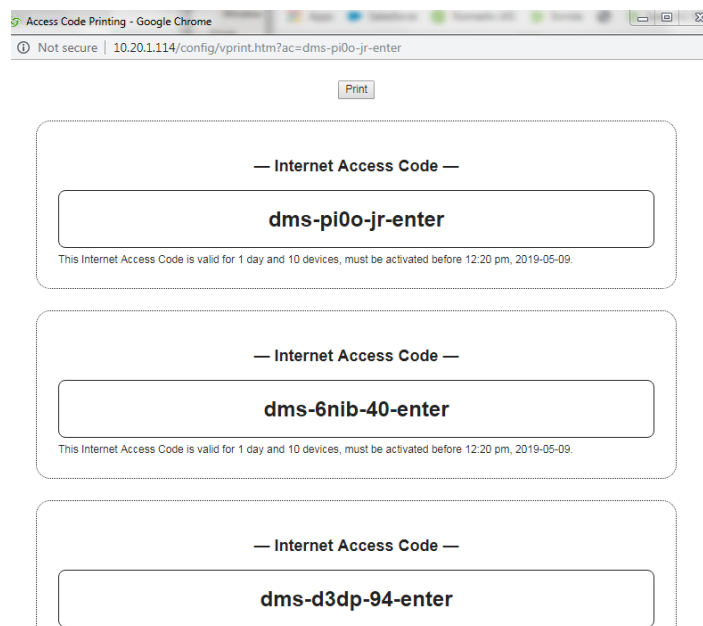 Access Code Printing - Google Chrome
Not secure | 10.20.1.114/config/vprint.htm?ac=dms-pi0o-jr-enter
Print
— Internet Access Code —
dms-pi0o-jr-enter
This Internet Access Code is valid for 1 day and 10 devices, must be activated before 12:20 pm, 2019-05-09.
— Internet Access Code —
dms-6nib-40-enter
This Internet Access Code is valid for 1 day and 10 devices, must be activated before 12:20 pm, 2019-05-09.
— Internet Access Code —
dms-d3dp-94-enter